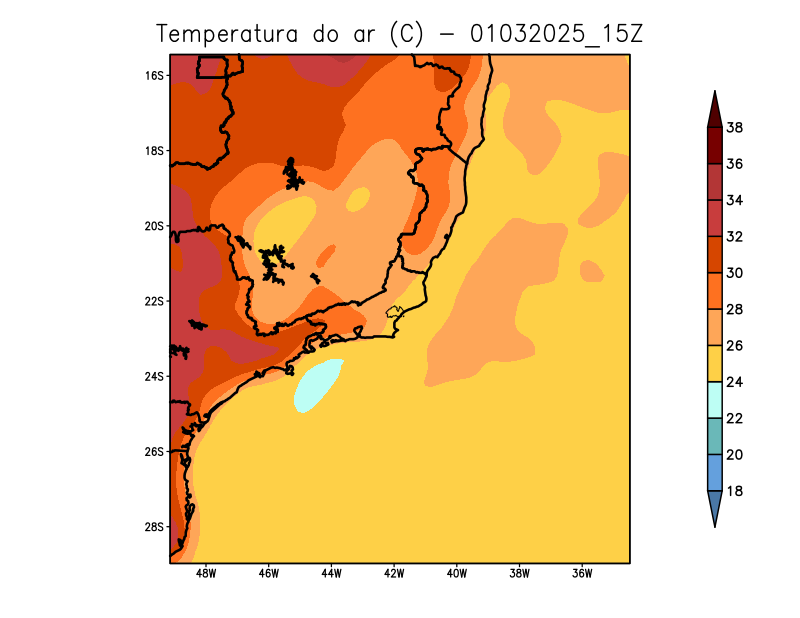 Temperatura do ar (C) – 01032025_15Z
16S
18S
20S
22S
24S
26S
28S
48W
46W
44W
42W
40W
38W
36W
38
36
34
32
30
28
26
24
22
20
18